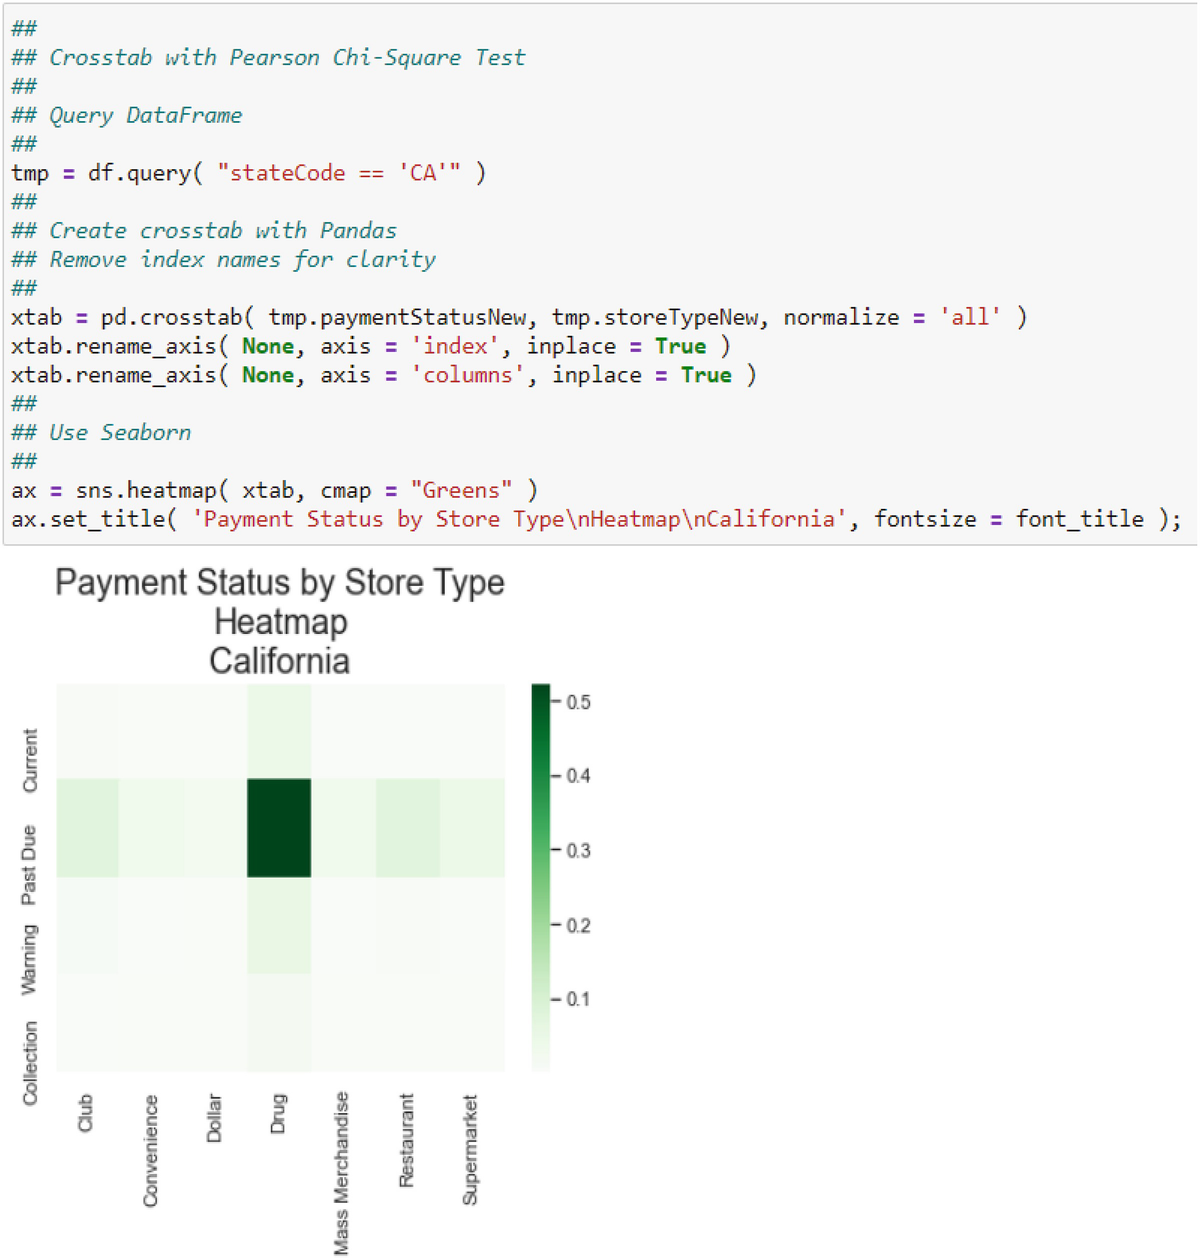 ##
## Crosstab with Pearson Chi-Square Test
##
## Query DataFrame
##
tmp = df.query( "stateCode == 'CA'" )
##
## Create crosstab with Pandas
## Remove index names for clarity
##
xtab = pd.crosstab( tmp.paymentStatusNew, tmp.storeTypeNew, normalize = 'all' )
xtab.rename_axis( None, axis = 'index', inplace = True )
xtab.rename_axis( None, axis = 'columns', inplace = True )
##
## Use Seaborn
##
ax = sns.heatmap( xtab, cmap = "Greens" )
ax.set_title( 'Payment Status by Store Type\nHeatmap\nCalifornia', fontsize = font_title );
Payment Status by Store Type
Heatmap
California
Current
Past Due
Warning
Collection
Club
Convenience
Dollar
Drug
Mass Merchandise
Restaurant
Supermarket
0.5
0.4
0.3
0.2
0.1